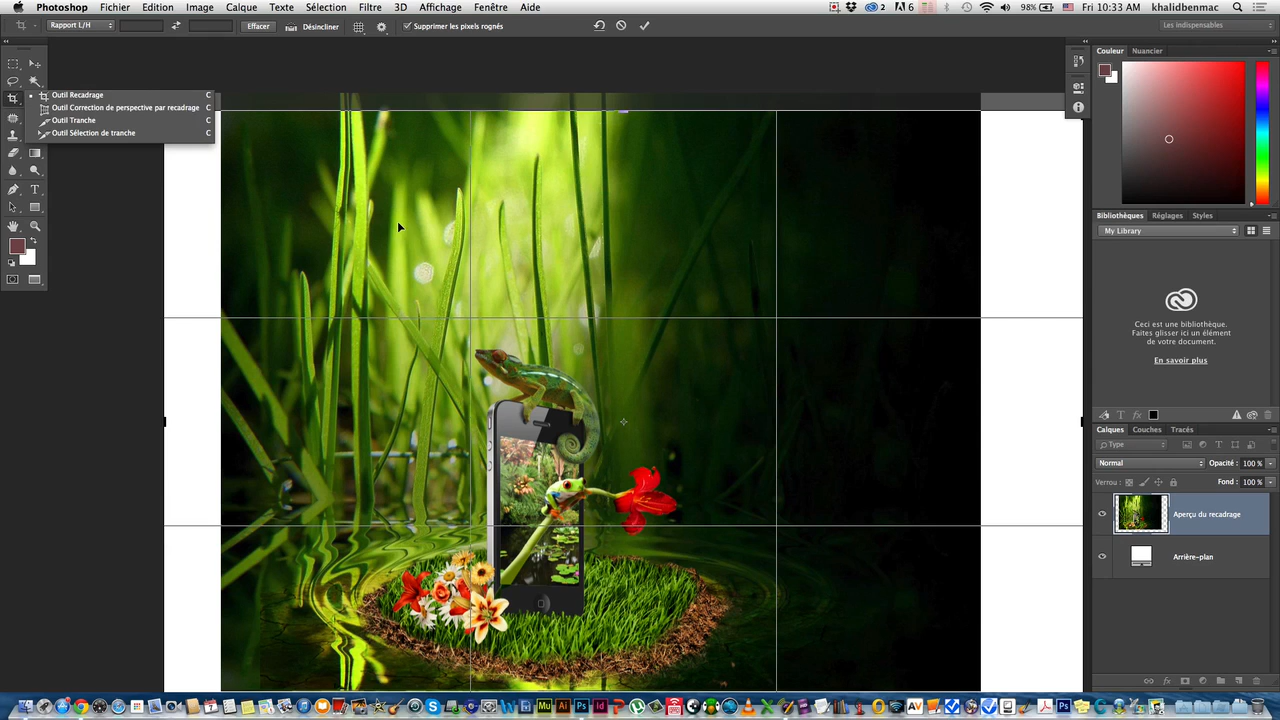 Photoshop Fichier Edition Image Calque Texte Sélection Filtre 3D Affichage Fenêtre Aide
2 6 98% Fri 10:33 AM khalidbenmac
Rapport L/H Effacer Désincliner Supprimer les pixels rognés Les indispensables
Outil Recadrage C
Outil Correction de perspective par recadrage C
Outil Tranche C
Outil Sélection de tranche C
Couleur Nuancier
Bibliothèques Réglages Styles
My Library
Ceci est une bibliothèque.
Faites glisser ici un élément
de votre document.
En savoir plus
Calques Couches Tracés
Type
Normal Opacité : 100 %
Verrou : Fond : 100 %
Aperçu du recadrage
Arrière-plan